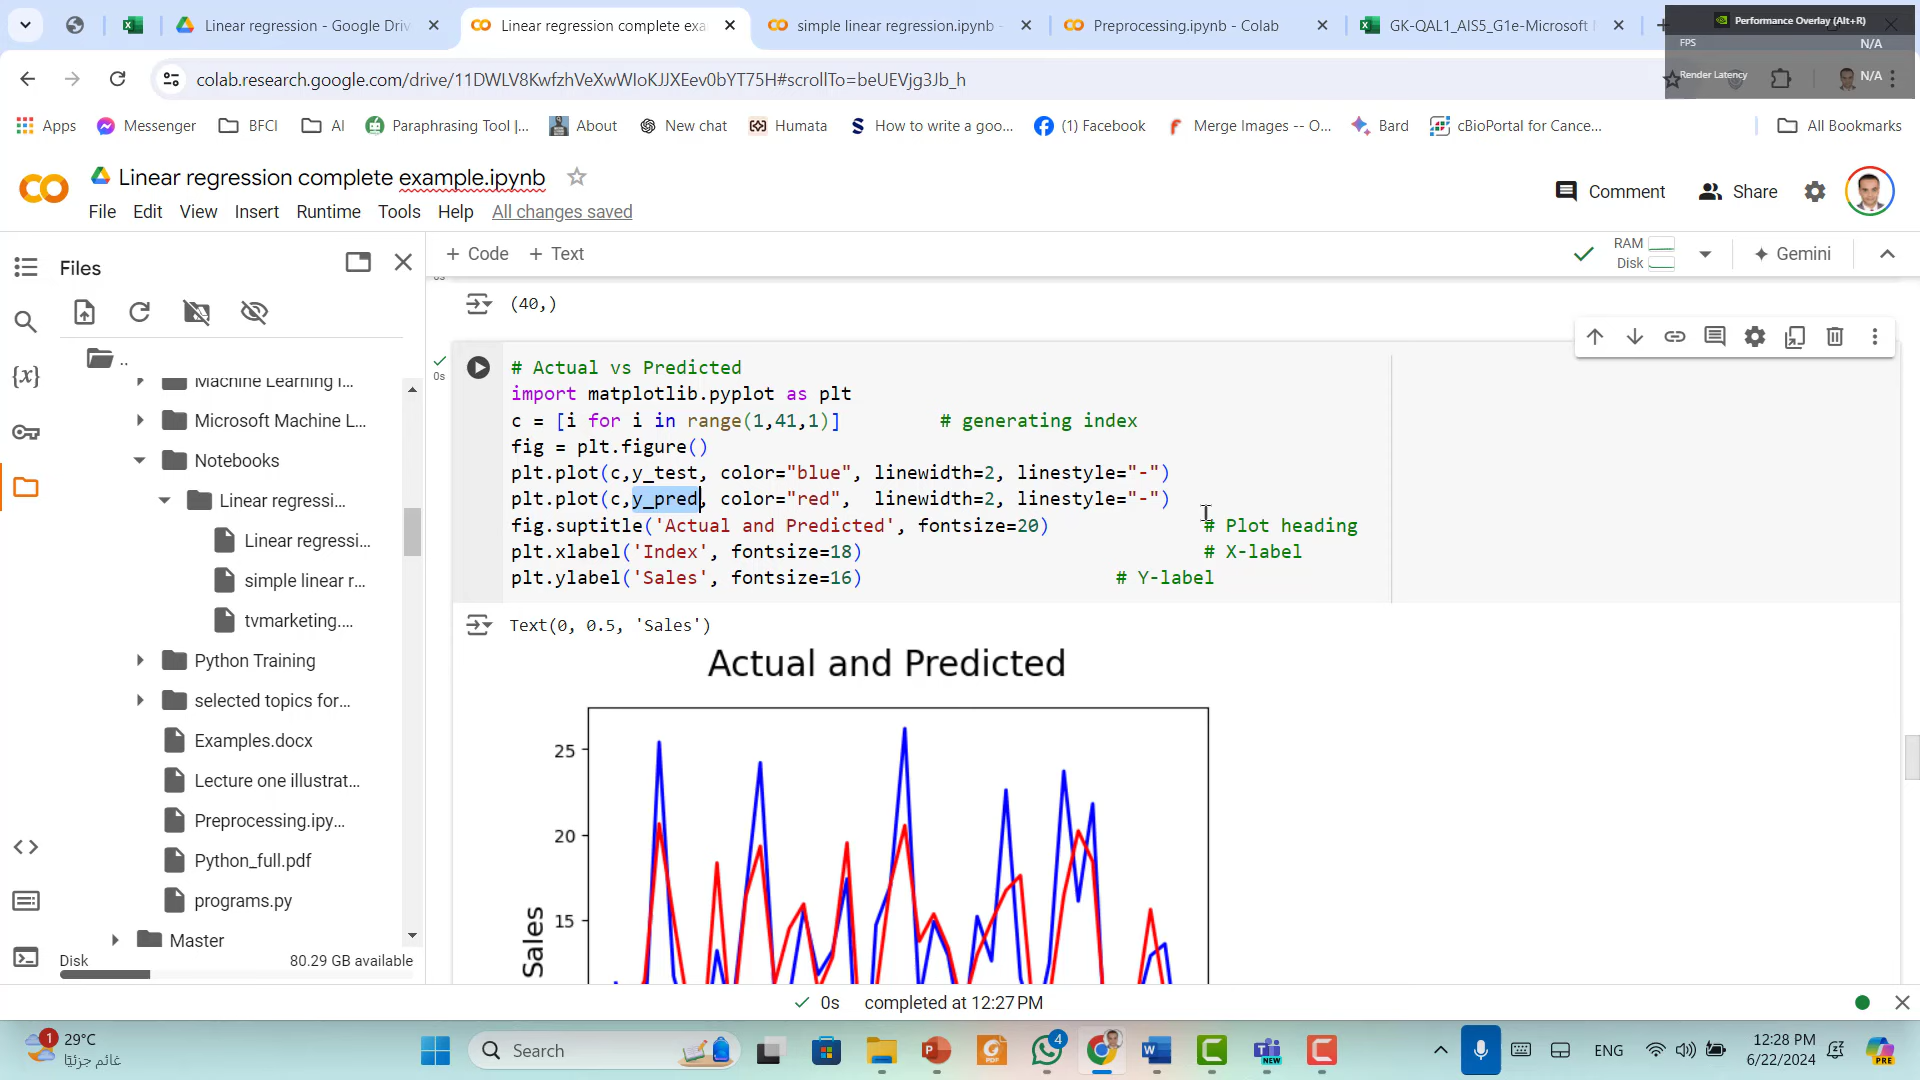 Linear regression - Google Driv
Linear regression complete exa
simple linear regression.ipynb -
Preprocessing.ipynb - Colab
GK-QAL1_AIS5_G1e-Microsoft
Performance Overlay (Alt+R)
FPS N/A
Render Latency N/A
colab.research.google.com/drive/11DWLV8KwfzhVeXwWIoKJJXEev0bYT75H#scrollTo=beUEVjg3Jb_h
Apps Messenger BFCI AI Paraphrasing Tool |... About New chat Humata How to write a goo... (1) Facebook Merge Images -- O... Bard cBioPortal for Cance... All Bookmarks
Linear regression complete example.ipynb
Comment Share
File Edit View Insert Runtime Tools Help All changes saved
Files
+ Code + Text
RAM
Disk
Gemini
0s
(40,)
0s
# Actual vs Predicted
import matplotlib.pyplot as plt
c = [i for i in range(1,41,1)] # generating index
fig = plt.figure()
plt.plot(c,y_test, color="blue", linewidth=2, linestyle="-")
plt.plot(c,y_pred, color="red", linewidth=2, linestyle="-")
fig.suptitle('Actual and Predicted', fontsize=20) # Plot heading
plt.xlabel('Index', fontsize=18) # X-label
plt.ylabel('Sales', fontsize=16) # Y-label
Text(0, 0.5, 'Sales')
Actual and Predicted
25
20
15
Sales
..
Machine Learning I...
Microsoft Machine L...
Notebooks
Linear regressi...
Linear regressi...
simple linear r...
tvmarketing....
Python Training
selected topics for...
Examples.docx
Lecture one illustrat...
Preprocessing.ipy...
Python_full.pdf
programs.py
Master
Disk 80.29 GB available
0s completed at 12:27 PM
1
29°C
غائم جزئيًا
Search
4
NEW
ENG
12:28 PM
6/22/2024
PRE